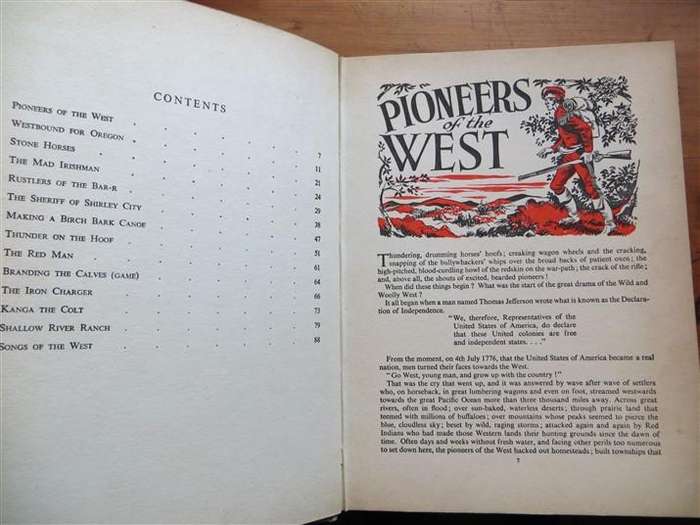 CONTENTS
PIONEERS OF THE WEST 7
WESTBOUND FOR OREGON 11
STONE HORSES 21
THE MAD IRISHMAN 24
RUSTLERS OF THE BAR-R 29
THE SHERIFF OF SHIRLEY CITY 38
MAKING A BIRCH BARK CANOE 47
THUNDER ON THE HOOF 51
THE RED MAN 61
BRANDING THE CALVES (GAME) 64
THE IRON CHARGER 66
KANGA THE COLT 73
SHALLOW RIVER RANCH 79
SONGS OF THE WEST 88
PIONEERS
of the
WEST
Thundering, drumming horses' hoofs; creaking wagon wheels and the cracking,
snapping of the bullywhackers' whips over the broad backs of patient oxen; the
high-pitched, blood-curdling howl of the redskin on the war-path; the crack of the rifle;
and, above all, the shouts of excited, bearded pioneers!
When did these things begin? What was the start of the great drama of the Wild and
Woolly West?
It all began when a man named Thomas Jefferson wrote what is known as the Declara-
tion of Independence.
"We, therefore, Representatives of the
United States of America, do declare
that these United colonies are free
and independent states. . . ."
From the moment, on 4th July 1776, that the United States of America became a real
nation, men turned their faces towards the West.
"Go West, young man, and grow up with the country!"
That was the cry that went up, and it was answered by wave after wave of settlers
who, on horseback, in great lumbering wagons and even on foot, streamed westwards
towards the great Pacific Ocean more than three thousand miles away. Across great
rivers, often in flood; over sun-baked, waterless deserts; through prairie land that
teemed with millions of buffaloes; over mountains whose peaks seemed to pierce the
blue, cloudless sky; beset by wild, raging storms; attacked again and again by Red
Indians who had made those Western lands their hunting grounds since the dawn of
time. Often days and weeks without fresh water, and facing other perils too numerous
to set down here, the pioneers of the West hacked out homesteads; built townships that
7